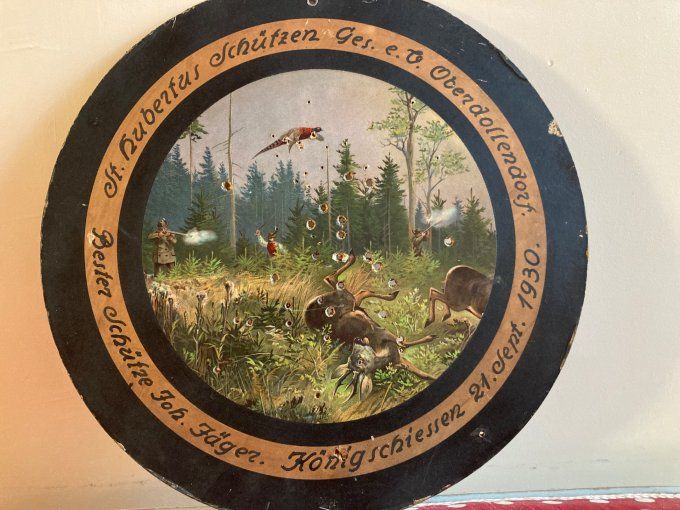 St. Hubertus Schützen Ges. e.V. Oberdollendorf.
Bester Schütze Joh. Jäger. Königschiessen 21. Sept. 1930.